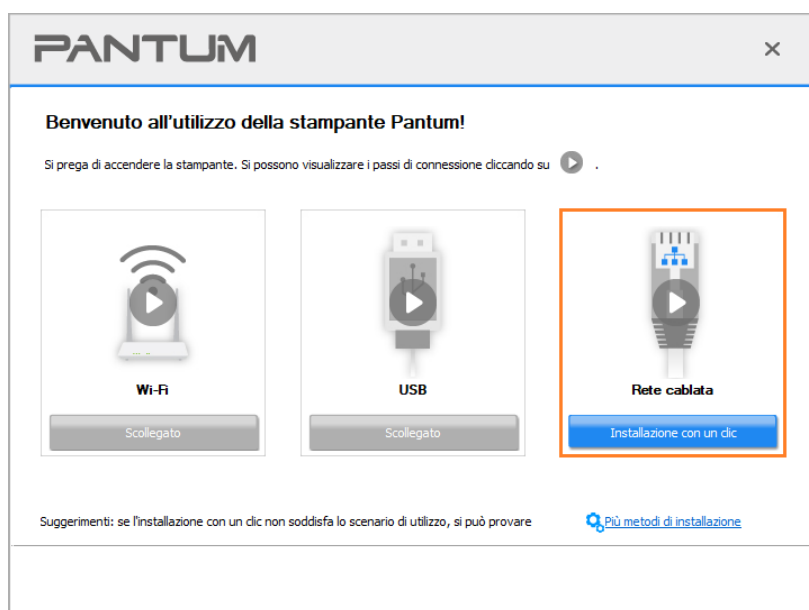 PANTUM
Benvenuto all'utilizzo della stampante Pantum!
Si prega di accendere la stampante. Si possono visualizzare i passi di connessione cliccando su .
Wi-Fi
USB
Rete cablata
Scollegato
Scollegato
Installazione con un clic
Suggerimenti: se l'installazione con un clic non soddisfa lo scenario di utilizzo, si può provare
Più metodi di installazione